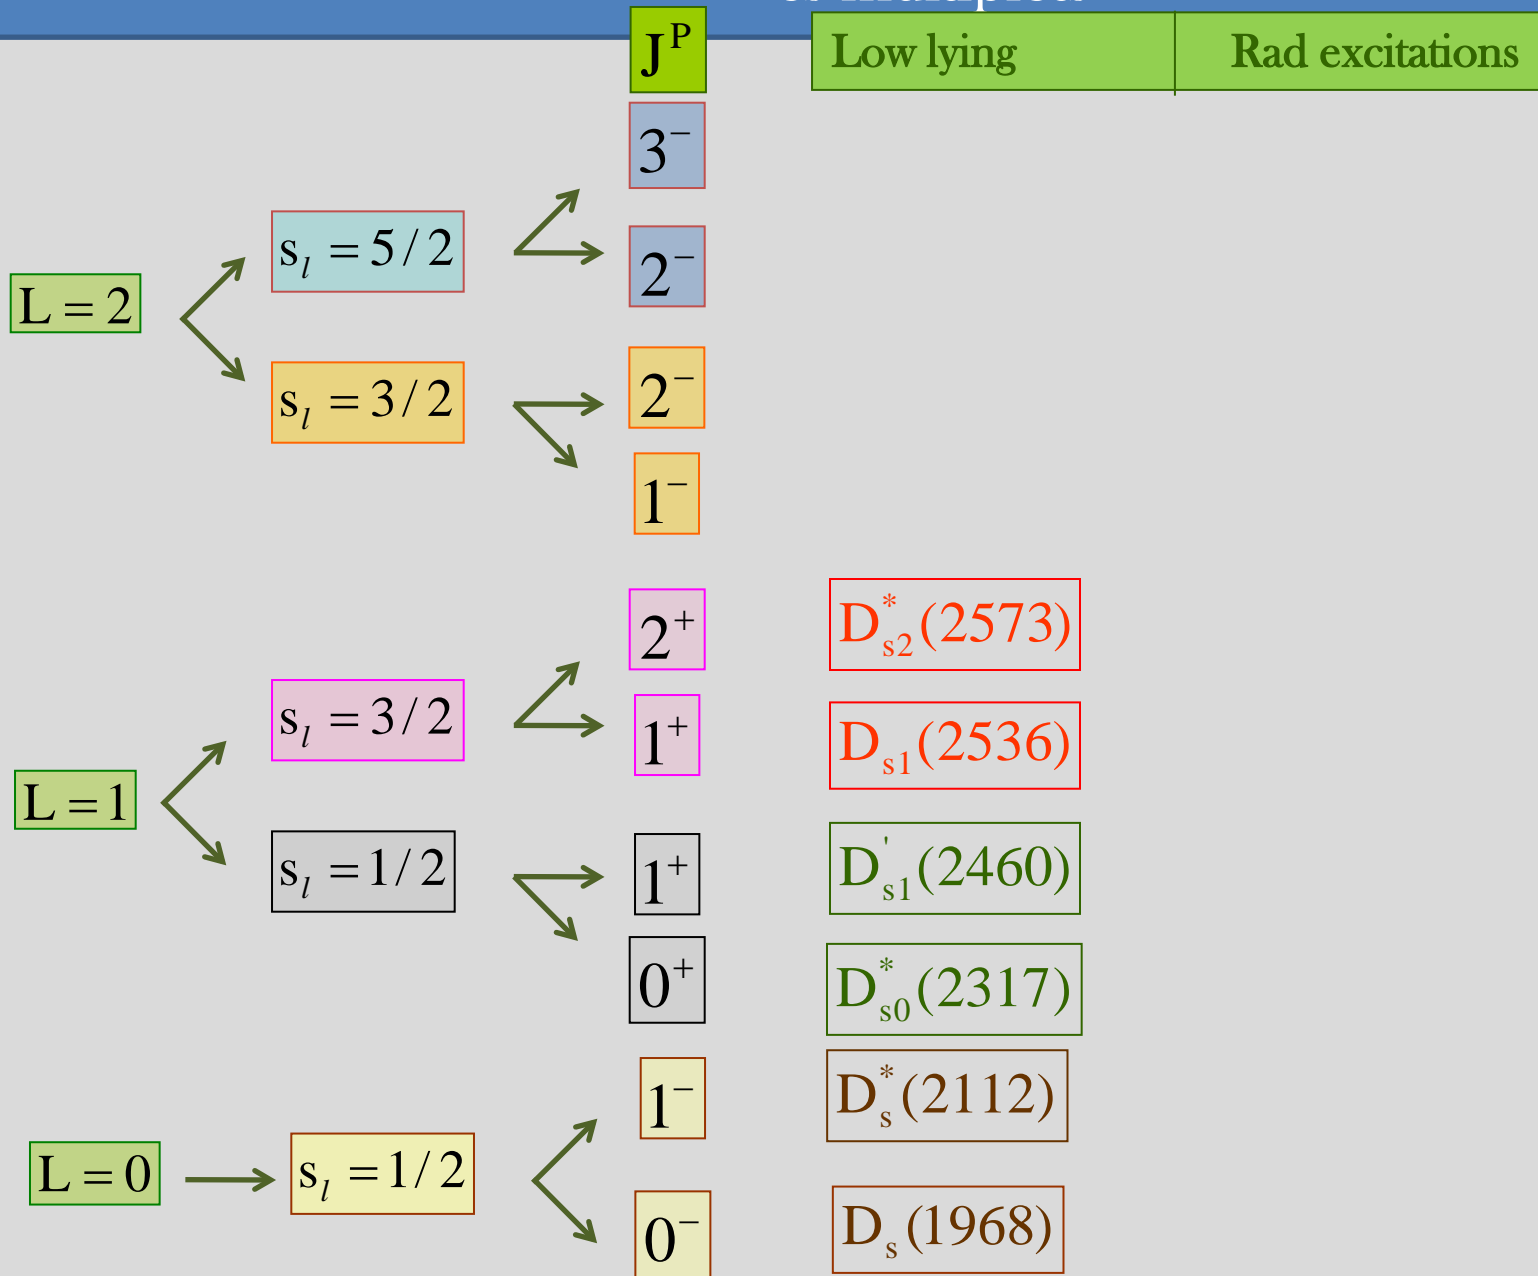 J^P
Low lying
Rad excitations
3⁻
s_l = 5/2
2⁻
L = 2
s_l = 3/2
2⁻
1⁻
2⁺
D*_s2(2573)
s_l = 3/2
1⁺
D_s1(2536)
L = 1
s_l = 1/2
1⁺
D'_s1(2460)
0⁺
D*_s0(2317)
1⁻
D*_s(2112)
L = 0
s_l = 1/2
0⁻
D_s(1968)